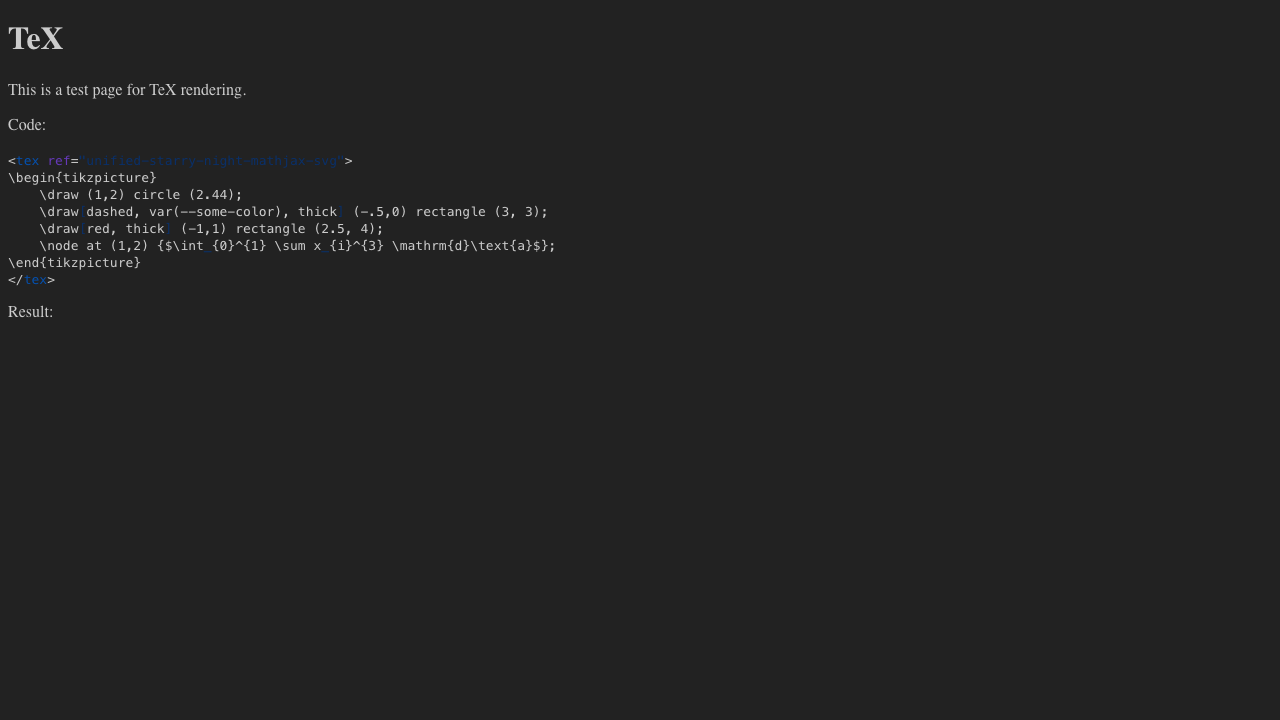 TeX
This is a test page for TeX rendering.
Code:
<tex ref="unified-starry-night-mathjax-svg">
\begin{tikzpicture}
    \draw (1,2) circle (2.44);
    \draw[dashed, var(--some-color), thick] (-.5,0) rectangle (3, 3);
    \draw[red, thick] (-1,1) rectangle (2.5, 4);
    \node at (1,2) {$\int {0}^{1} \sum x {i}^{3} \mathrm{d}\text{a}$};
\end{tikzpicture}
</tex>
Result: